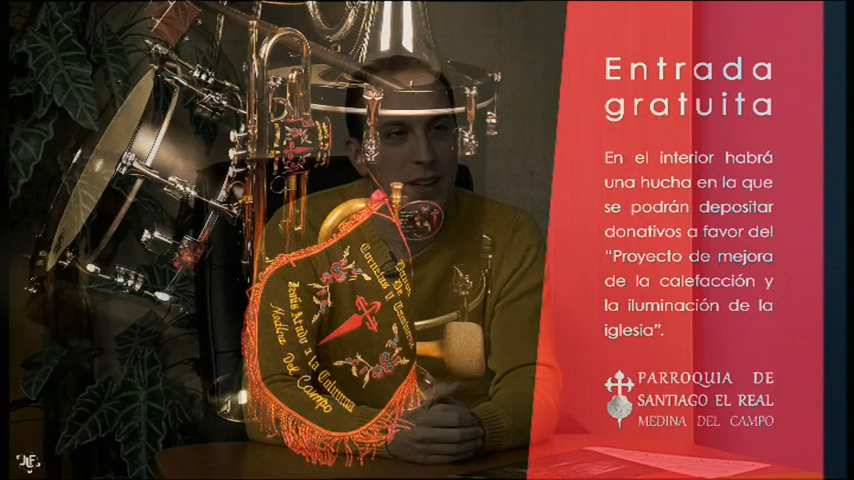 Entrada
gratuita
En el interior habrá
una hucha en la que
se podrán depositar
donativos a favor del
"Proyecto de mejora
de la calefacción y
la iluminación de la
iglesia".
PARROQUIA DE
SANTIAGO EL REAL
MEDINA DEL CAMPO
Cornetas y Tambores
Jesús Atado a la Columna
Medina Del Campo